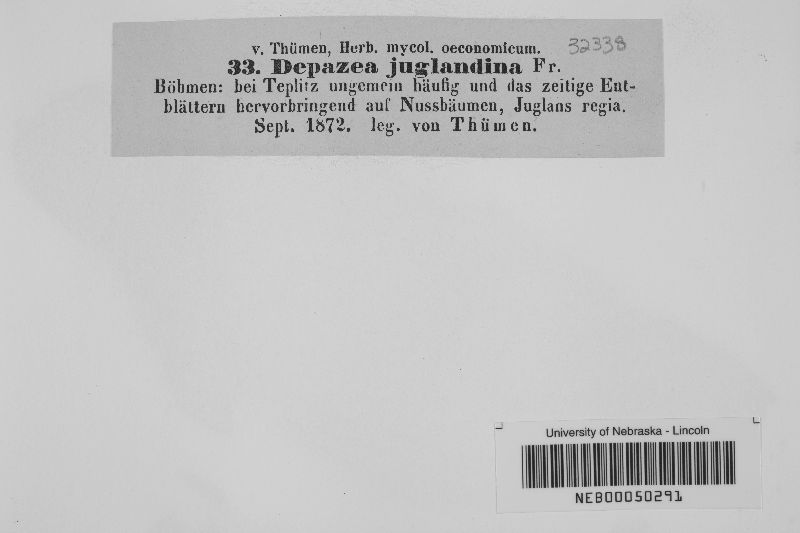 v. Thümen, Herb. mycol. oeconomicum. 32338
33. Depazea juglandina Fr.
Böhmen: bei Teplitz ungemein häufig und das zeitige Ent-
blättern hervorbringend auf Nussbäumen, Juglans regia.
Sept. 1872. leg. von Thümen.
University of Nebraska - Lincoln
NEB00050291